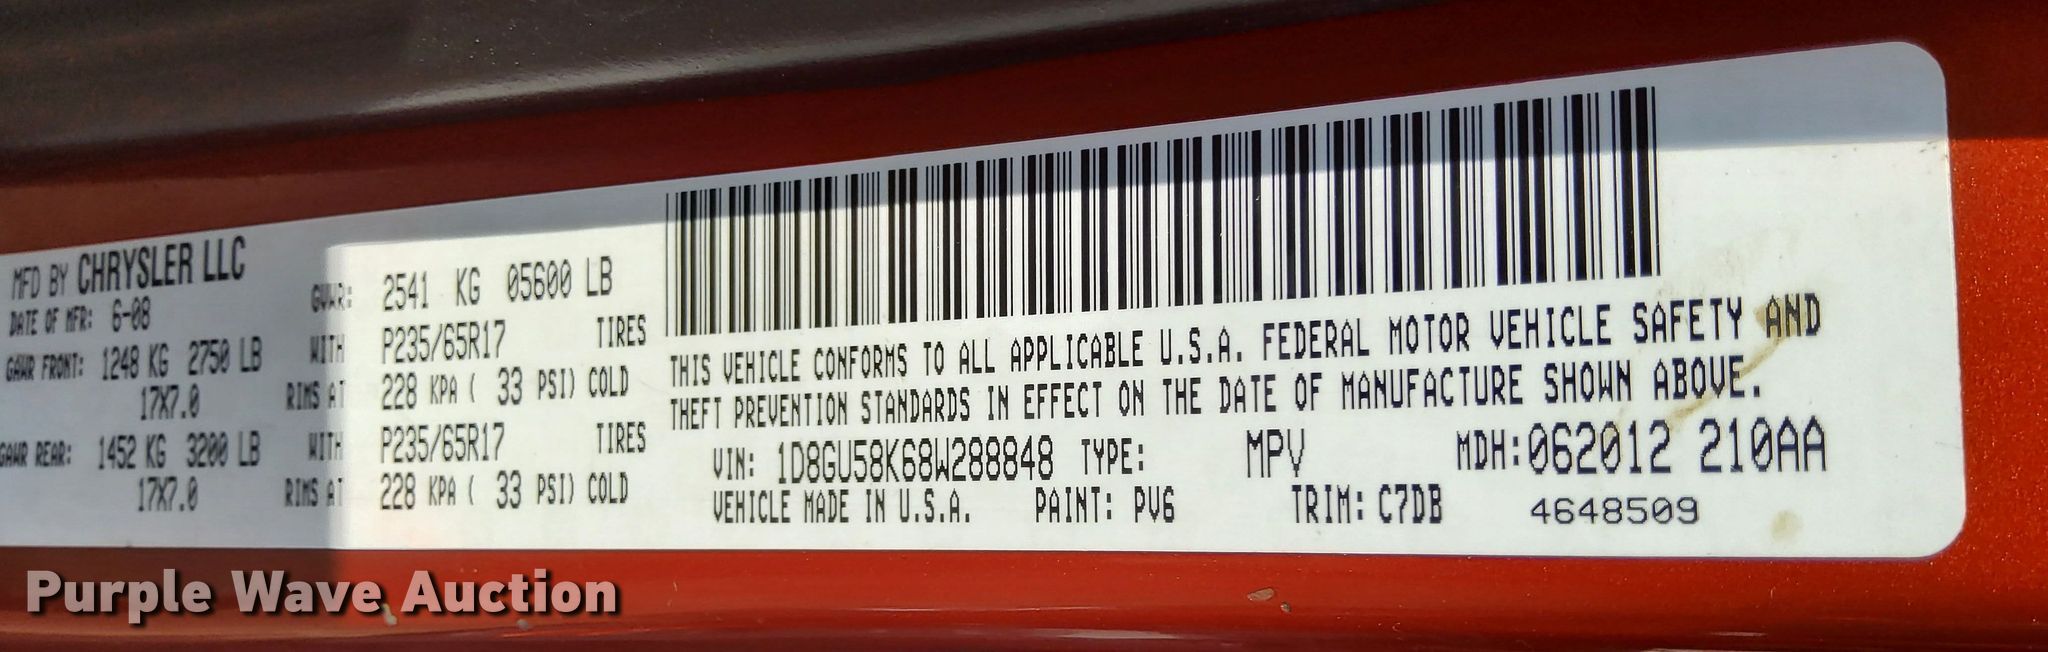 MFD BY CHRYSLER LLC
DATE OF MFR: 6-08
GVWR: 2541 KG 05600 LB
GAWR FRONT: 1248 KG 2750 LB WITH P235/65R17 TIRES
17X7.0 RIMS AT 228 KPA ( 33 PSI) COLD
GAWR REAR: 1452 KG 3200 LB WITH P235/65R17 TIRES
17X7.0 RIMS AT 228 KPA ( 33 PSI) COLD
THIS VEHICLE CONFORMS TO ALL APPLICABLE U.S.A. FEDERAL MOTOR VEHICLE SAFETY AND
THEFT PREVENTION STANDARDS IN EFFECT ON THE DATE OF MANUFACTURE SHOWN ABOVE.
VIN: 1D8GU58K68W288848 TYPE: MPV MDH:062012 210AA
VEHICLE MADE IN U.S.A. PAINT: PV6 TRIM: C7DB 4648509
Purple Wave Auction